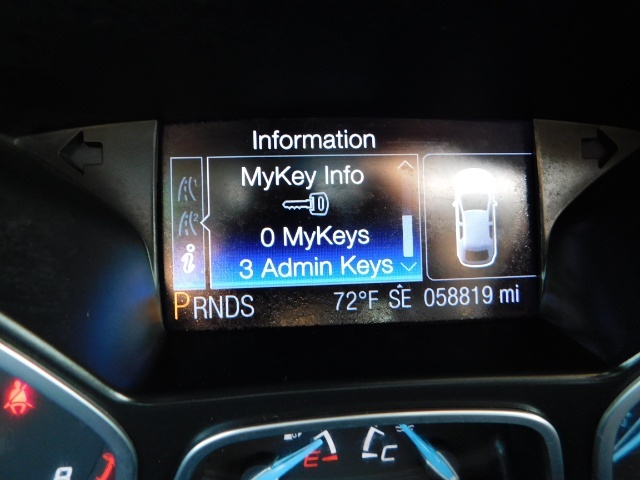 Information
MyKey Info
0 MyKeys
3 Admin Keys
PRNDS 72°F SE 058819 mi
E C